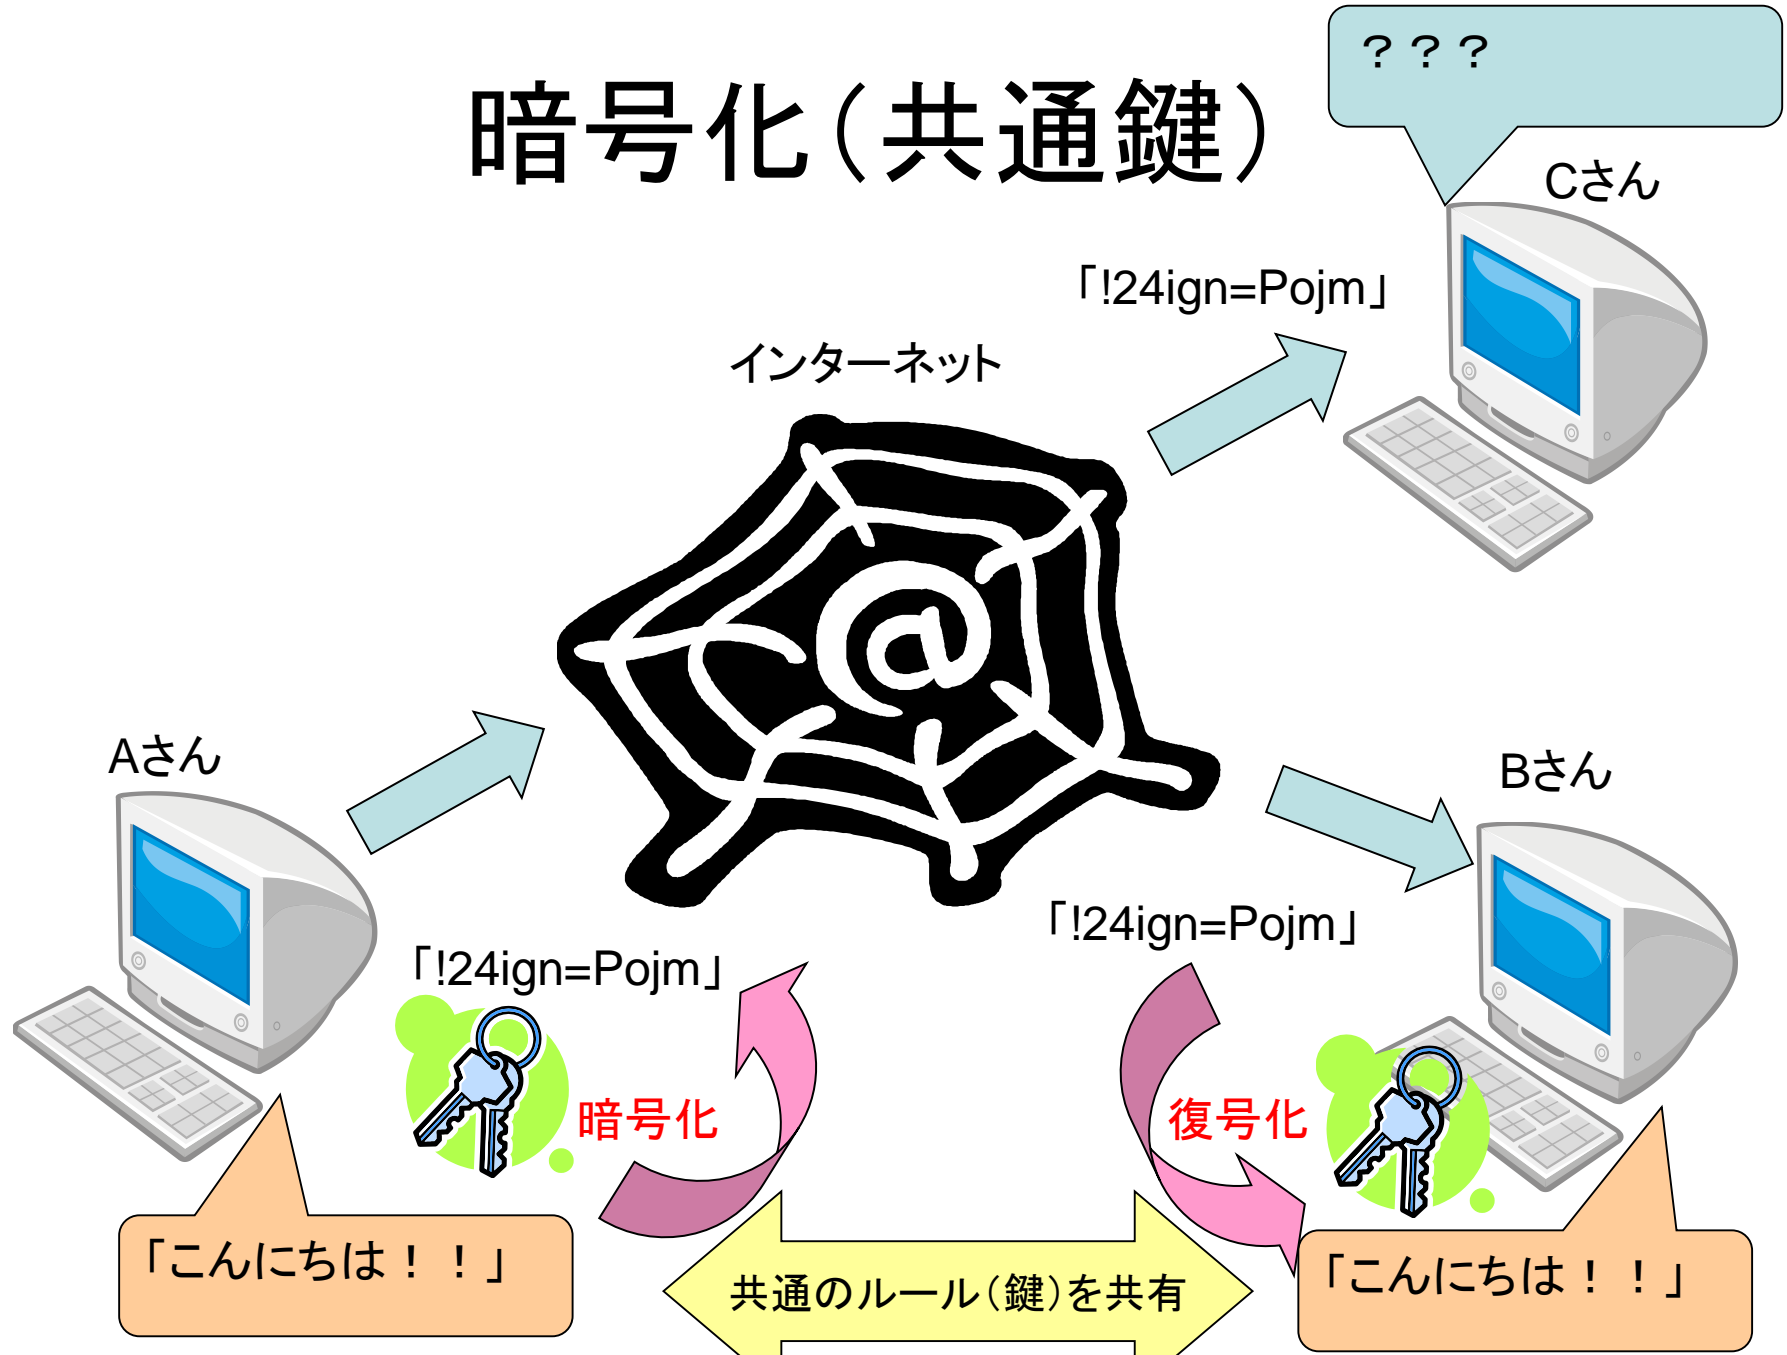 ？？？
暗号化（共通鍵）
Cさん
「!24ign=Pojm」
インターネット
Aさん
Bさん
「!24ign=Pojm」
「!24ign=Pojm」
暗号化
復号化
「こんにちは！！」
共通のルール（鍵）を共有
「こんにちは！！」